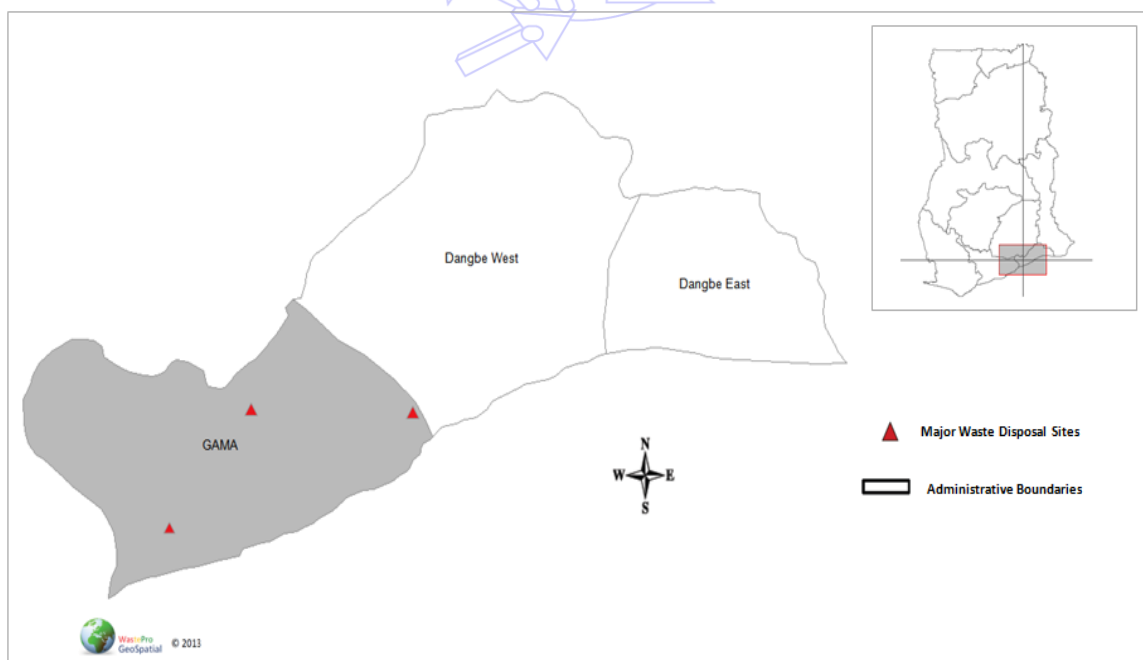 Dangbe West
Dangbe East
GAMA
Major Waste Disposal Sites
Administrative Boundaries
N
W E
S
WastePro
GeoSpatial © 2013